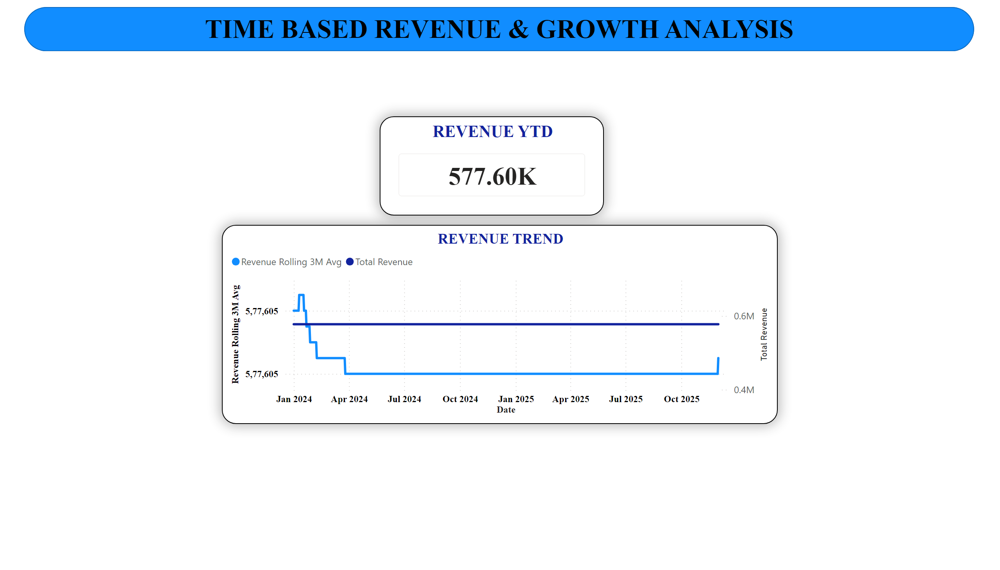 TIME BASED REVENUE & GROWTH ANALYSIS
REVENUE YTD
577.60K
REVENUE TREND
Revenue Rolling 3M Avg Total Revenue
Revenue Rolling 3M Avg
5,77,605
5,77,605
0.6M
0.4M
Total Revenue
Jan 2024 Apr 2024 Jul 2024 Oct 2024 Jan 2025 Apr 2025 Jul 2025 Oct 2025
Date